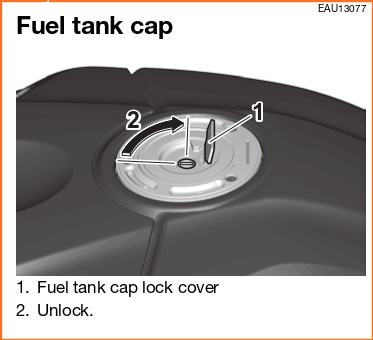 EAU13077
Fuel tank cap
1
2
1. Fuel tank cap lock cover
2. Unlock.